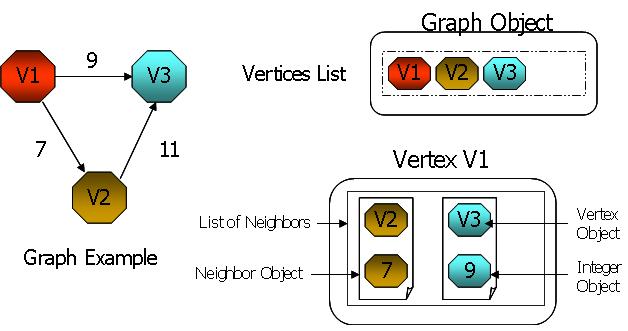 Graph Object
V1
9
V3
Vertices List
V1 V2 V3
7
11
V2
Graph Example
Vertex V1
List of Neighbors
V2
V3
Vertex
Object
Neighbor Object
7
9
Integer
Object